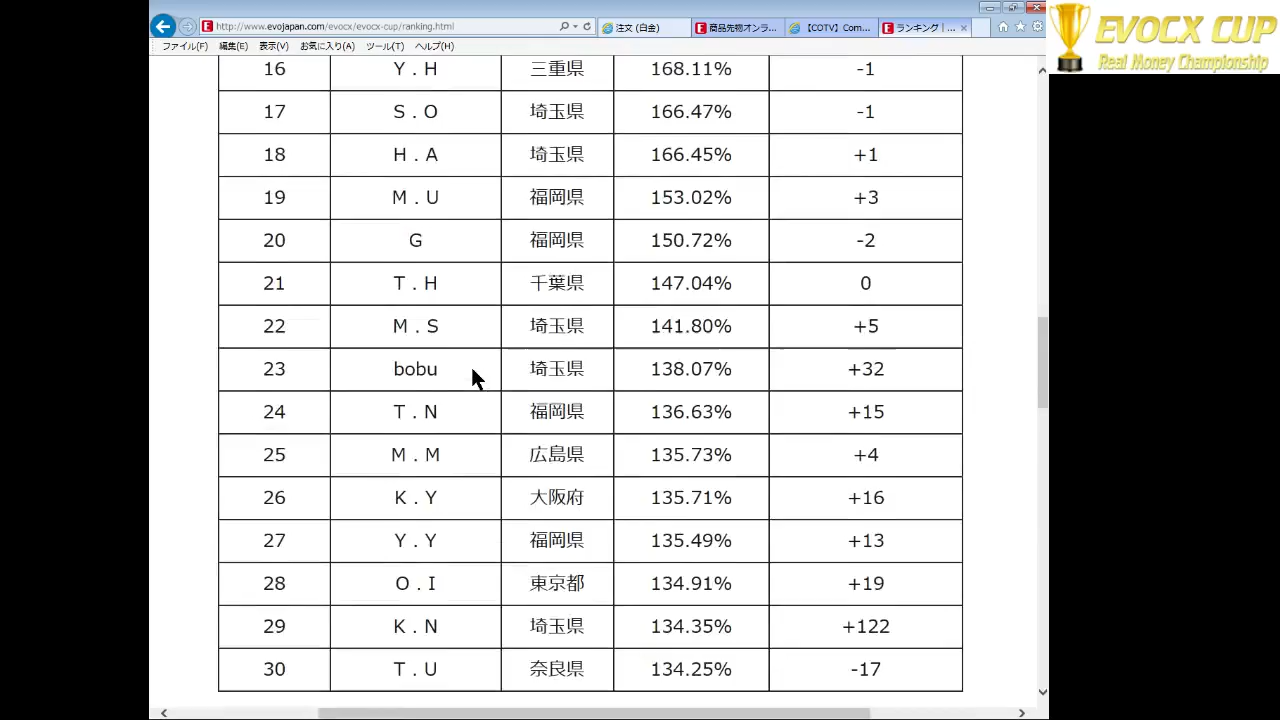 http://www.evojapan.com/evocx/evocx-cup/ranking.html
注文 (白金)
商品先物オンラ...
【COTV】Com...
ランキング | ...
ファイル(F) 編集(E) 表示(V) お気に入り(A) ツール(T) ヘルプ(H)
EVOCX CUP
Real Money Championship
16 Y . H 三重県 168.11% -1
17 S . O 埼玉県 166.47% -1
18 H . A 埼玉県 166.45% +1
19 M . U 福岡県 153.02% +3
20 G 福岡県 150.72% -2
21 T . H 千葉県 147.04% 0
22 M . S 埼玉県 141.80% +5
23 bobu 埼玉県 138.07% +32
24 T . N 福岡県 136.63% +15
25 M . M 広島県 135.73% +4
26 K . Y 大阪府 135.71% +16
27 Y . Y 福岡県 135.49% +13
28 O . I 東京都 134.91% +19
29 K . N 埼玉県 134.35% +122
30 T . U 奈良県 134.25% -17